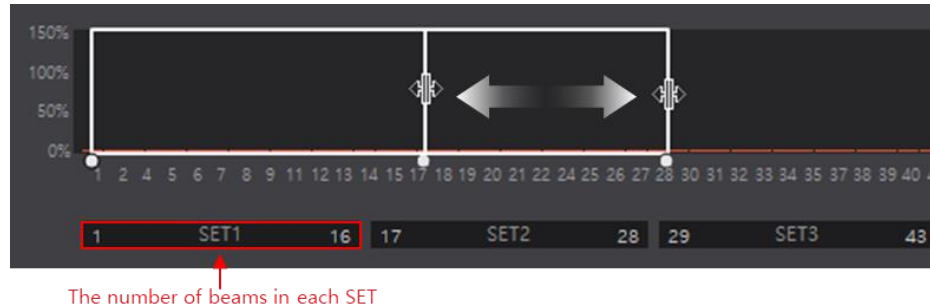 150%
100%
50%
0%
1 2 4 5 6 7 8 9 11 12 13 14 15 17 18 19 20 21 22 24 25 26 27 28 30 31 32 33 34 35 37 38 39 40
1 SET1 16 17 SET2 28 29 SET3 43
The number of beams in each SET